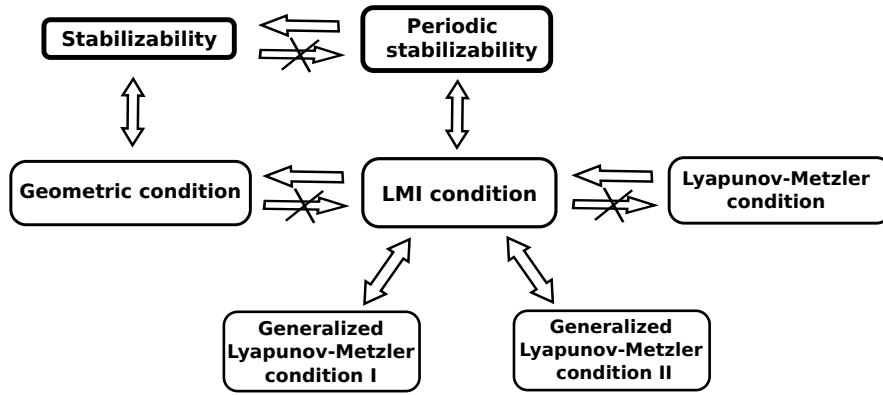 Stabilizability
Periodic
stabilizability
Geometric condition
LMI condition
Lyapunov-Metzler
condition
Generalized
Lyapunov-Metzler
condition I
Generalized
Lyapunov-Metzler
condition II